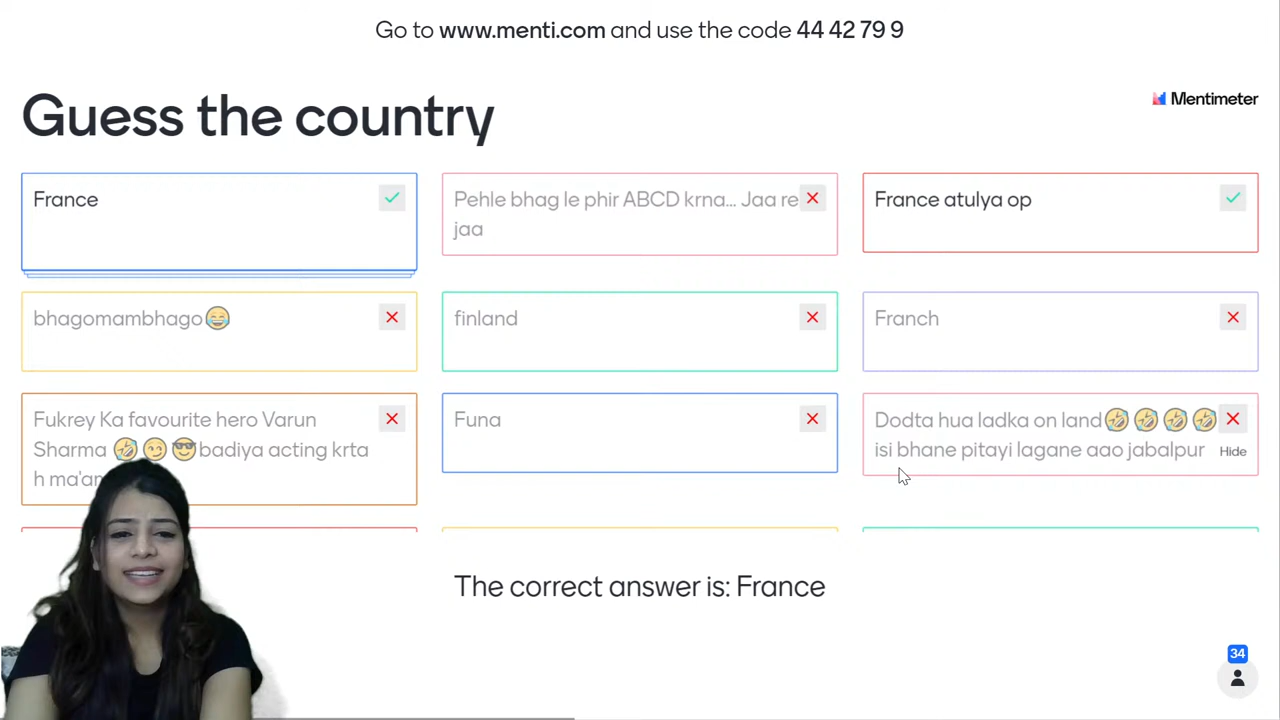 Go to www.menti.com and use the code 44 42 79 9
Guess the country
Mentimeter
France
Pehle bhag le phir ABCD krna... Jaa re
jaa
France atulya op
bhagomambhago😂
finland
Franch
Fukrey Ka favourite hero Varun
Sharma 🤣😏😎badiya acting krta
h ma'am
Funa
Dodta hua ladka on land🤣🤣🤣🤣
isi bhane pitayi lagane aao jabalpur
Hide
The correct answer is: France
34